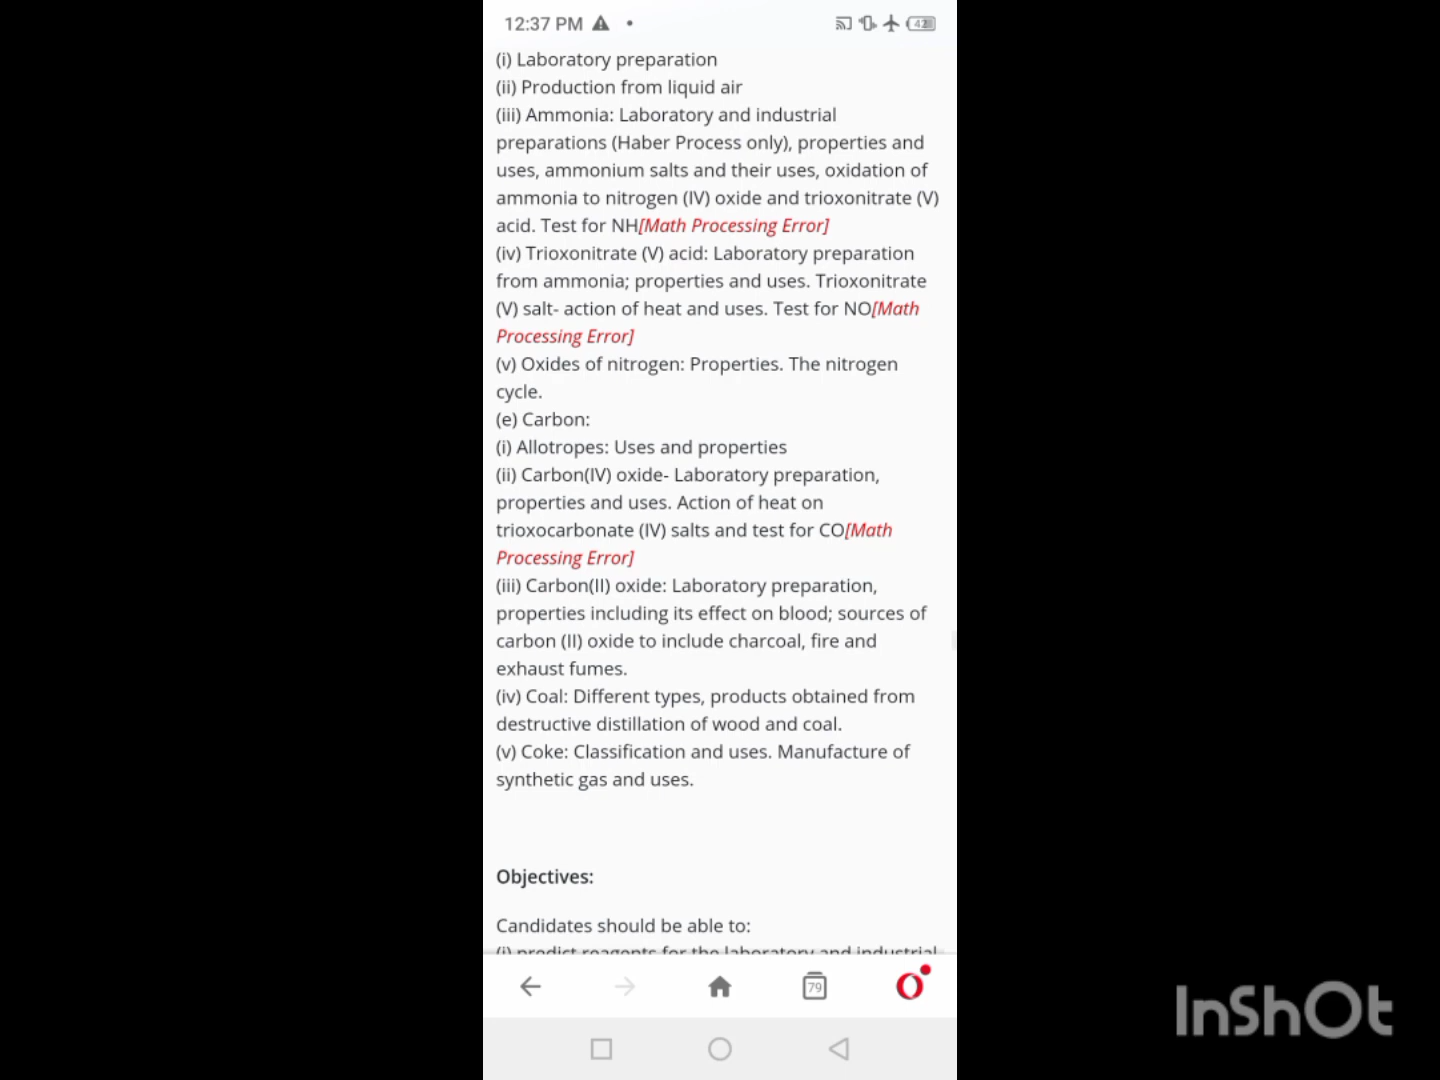 12:37 PM
42
(i) Laboratory preparation
(ii) Production from liquid air
(iii) Ammonia: Laboratory and industrial
preparations (Haber Process only), properties and
uses, ammonium salts and their uses, oxidation of
ammonia to nitrogen (IV) oxide and trioxonitrate (V)
acid. Test for NH[Math Processing Error]
(iv) Trioxonitrate (V) acid: Laboratory preparation
from ammonia; properties and uses. Trioxonitrate
(V) salt- action of heat and uses. Test for NO[Math
Processing Error]
(v) Oxides of nitrogen: Properties. The nitrogen
cycle.
(e) Carbon:
(i) Allotropes: Uses and properties
(ii) Carbon(IV) oxide- Laboratory preparation,
properties and uses. Action of heat on
trioxocarbonate (IV) salts and test for CO[Math
Processing Error]
(iii) Carbon(II) oxide: Laboratory preparation,
properties including its effect on blood; sources of
carbon (II) oxide to include charcoal, fire and
exhaust fumes.
(iv) Coal: Different types, products obtained from
destructive distillation of wood and coal.
(v) Coke: Classification and uses. Manufacture of
synthetic gas and uses.
Objectives:
Candidates should be able to:
(i) predict reagents for the laboratory and industrial
79
InShOt